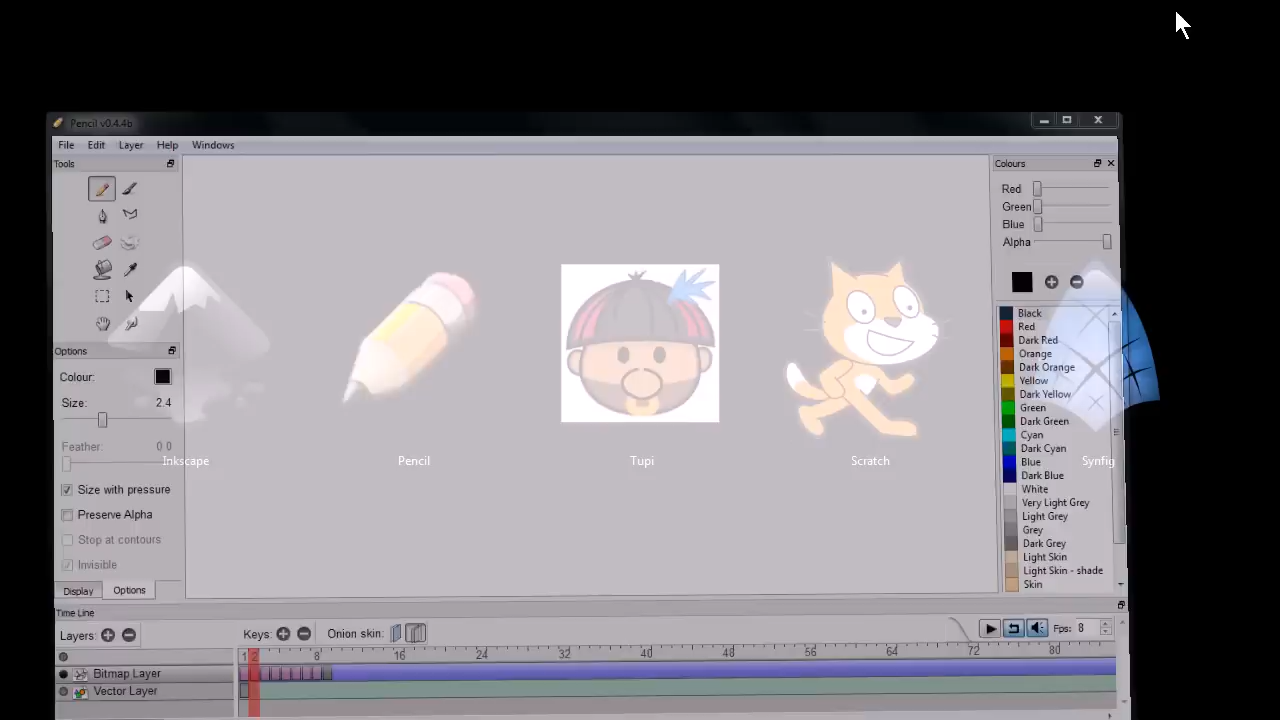 Pencil v0.4.4b
File Edit Layer Help Windows
Tools
Colours
Red
Green
Blue
Alpha
Options
Colour:
Size: 2.4
Feather: 0 0
Size with pressure
Preserve Alpha
Stop at contours
Invisible
Display Options
Black
Red
Dark Red
Orange
Dark Orange
Yellow
Dark Yellow
Green
Dark Green
Cyan
Dark Cyan
Blue
Dark Blue
White
Very Light Grey
Light Grey
Grey
Dark Grey
Light Skin
Light Skin - shade
Skin
Inkscape Pencil Tupi Scratch Synfig
Time Line
Layers: Keys: Onion skin: Fps: 8
1 2 8 16 24 32 40 48 56 64 72 80
Bitmap Layer
Vector Layer